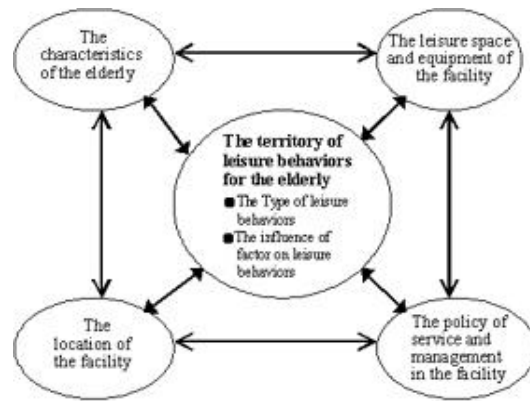 The
characteristics
of the elderly
The leisure space
and equipment of
the facility
The territory of
leisure behaviors
for the elderly
■The Type of leisure
behaviors
■The influence of
factor on leisure
behaviors
The
location of
the facility
The policy of
service and
management
in the facility